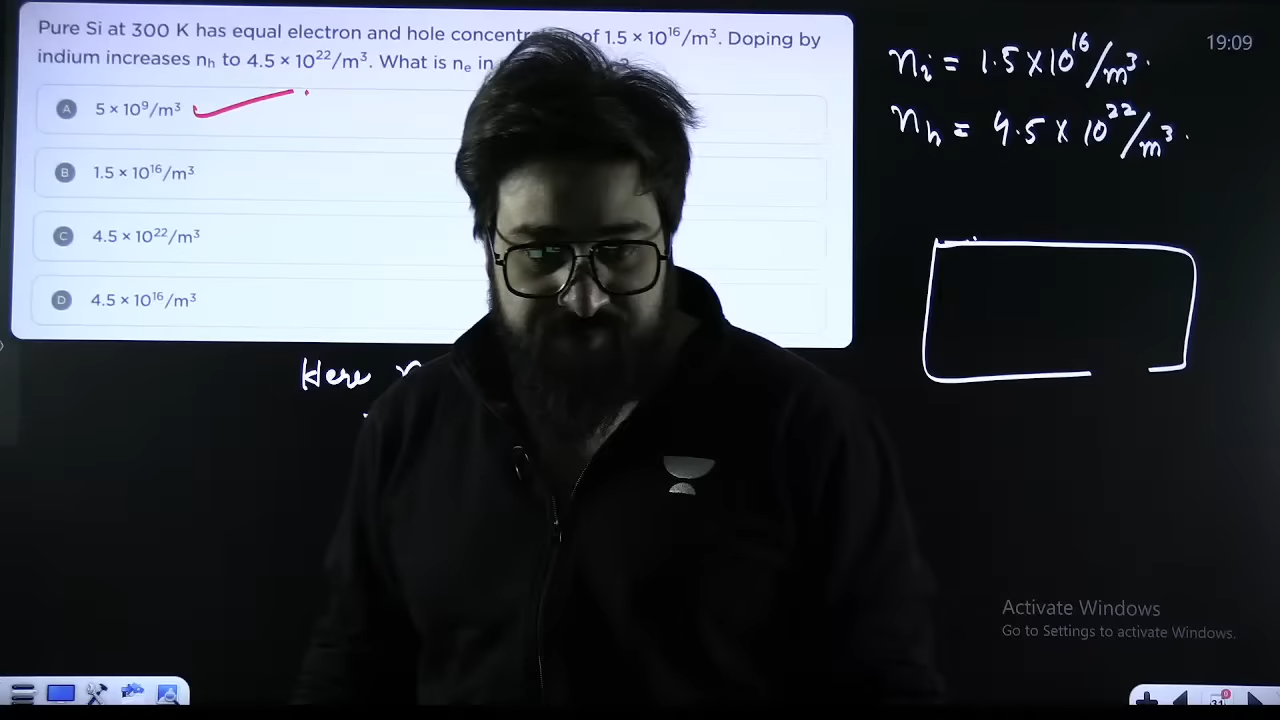 Pure Si at 300 K has equal electron and hole of 1.5 × 10¹⁶/m³. Doping by
indium increases nₕ to 4.5 × 10²²/m³. What is nₑ in
A 5 × 10⁹/m³
B 1.5 × 10¹⁶/m³
C 4.5 × 10²²/m³
D 4.5 × 10¹⁶/m³
nᵢ = 1.5 × 10¹⁶/m³.
nₕ = 4.5 × 10²²/m³.
19:09
Here
Activate Windows
Go to Settings to activate Windows.